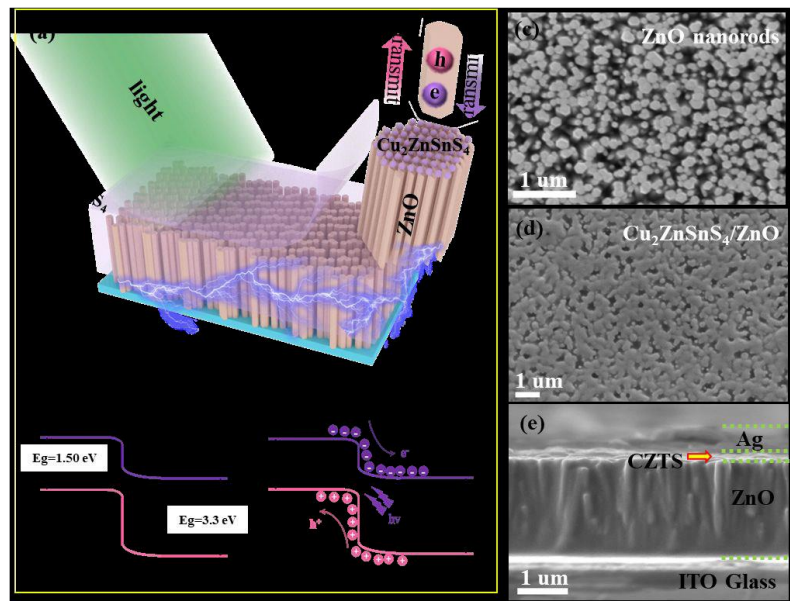 (a)
light
transmit
h
e
transmit
Cu₂ZnSnS₄
S₄
ZnO
Eg=1.50 eV
Eg=3.3 eV
e⁻
h⁺
hν
(c)
ZnO nanorods
1 um
(d)
Cu₂ZnSnS₄/ZnO
1 um
(e)
Ag
CZTS
ZnO
ITO Glass
1 um